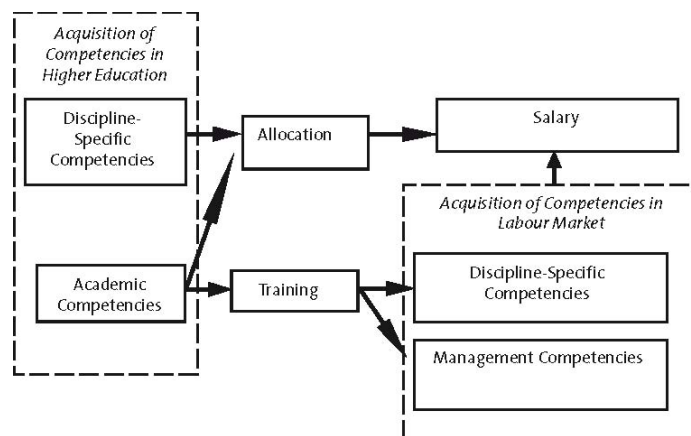 Acquisition of
Competencies in
Higher Education
Discipline-
Specific
Competencies
Allocation
Salary
Acquisition of Competencies in
Labour Market
Academic
Competencies
Training
Discipline-Specific
Competencies
Management Competencies